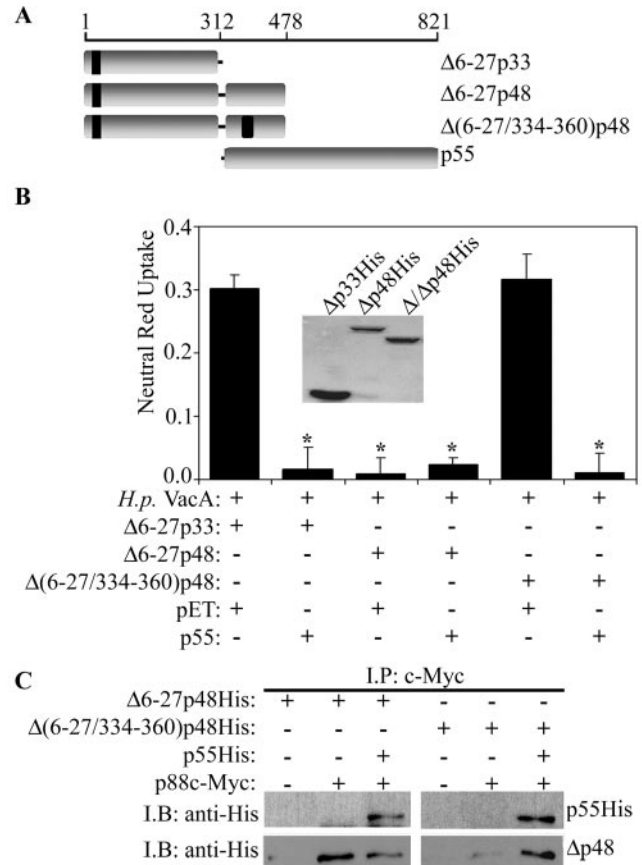 A
1 312 478 821
Δ6-27p33
Δ6-27p48
Δ(6-27/334-360)p48
p55
B
Neutral Red Uptake
0.4
0.3
0.2
0.1
0.0
Δp33His
Δp48His
Δ/Δp48His
* * * *
H.p. VacA: + + + + + +
Δ6-27p33: + + - - - -
Δ6-27p48: - - + + - -
Δ(6-27/334-360)p48: - - - - + +
pET: + - + - + -
p55: - + - + - +
C
I.P: c-Myc
Δ6-27p48His: + + + - - -
Δ(6-27/334-360)p48His: - - - + + +
p55His: - - + - - +
p88c-Myc: - + + - + +
I.B: anti-His p55His
I.B: anti-His Δp48